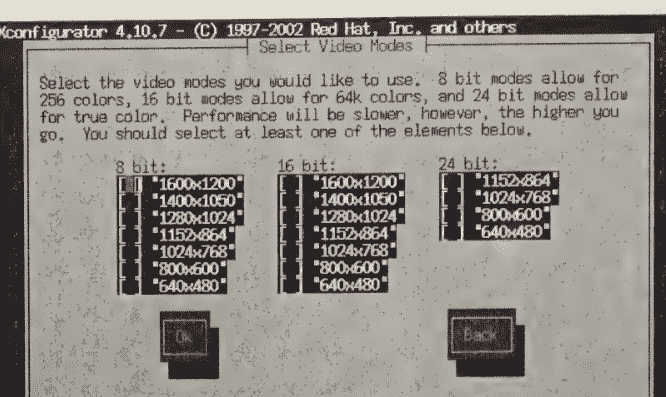 Xconfigurator 4.10.7 - (C) 1997-2002 Red Hat, Inc. and others
Select Video Modes
Select the video modes you would like to use. 8 bit modes allow for
256 colors, 16 bit modes allow for 64k colors, and 24 bit modes allow
for true color. Performance will be slower, however, the higher you
go. You should select at least one of the elements below.
8 bit: 16 bit: 24 bit:
[ ] "1600x1200" [ ] "1600x1200" [ ] "1152x864"
[ ] "1400x1050" [ ] "1400x1050" [ ] "1024x768"
[ ] "1280x1024" [ ] "1280x1024" [ ] "800x600"
[ ] "1152x864" [ ] "1152x864" [ ] "640x480"
[ ] "1024x768" [ ] "1024x768"
[ ] "800x600" [ ] "800x600"
[ ] "640x480" [ ] "640x480"
Ok Back